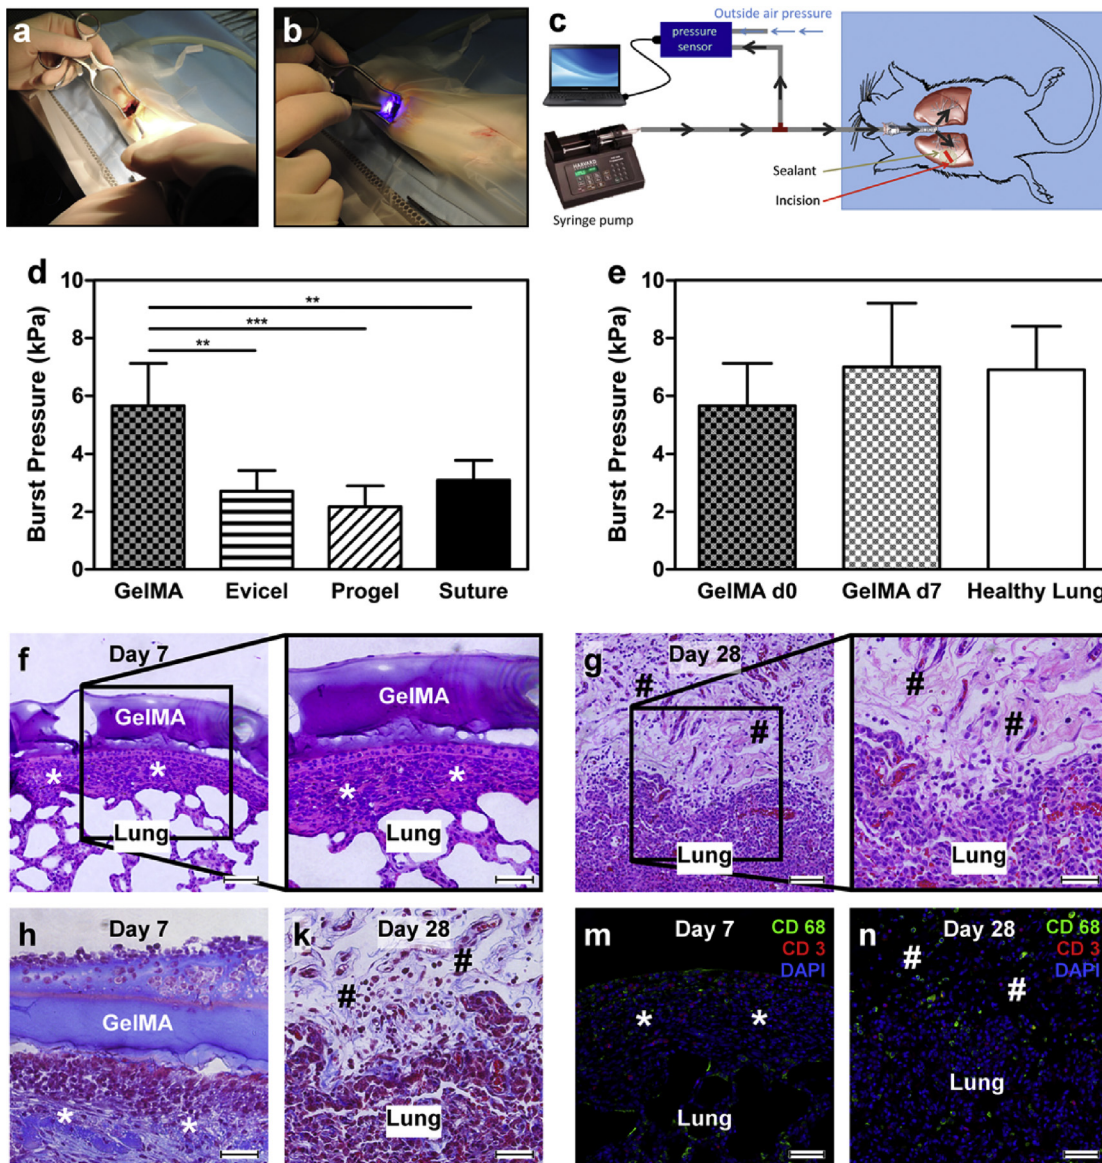 a
b
c
Outside air pressure
pressure
sensor
HARVARD
Syringe pump
Sealant
Incision
d
Burst Pressure (kPa)
10
8
6
4
2
0
**
***
**
GelMA
Evicel
Progel
Suture
e
Burst Pressure (kPa)
10
8
6
4
2
0
GelMA d0
GelMA d7
Healthy Lung
f
Day 7
GelMA
GelMA
* *
* *
Lung
Lung
g
Day 28
# #
# #
Lung
Lung
h
Day 7
GelMA
* *
k
Day 28
# #
Lung
m
Day 7
CD 68
CD 3
DAPI
* *
Lung
n
Day 28
CD 68
CD 3
DAPI
# #
Lung